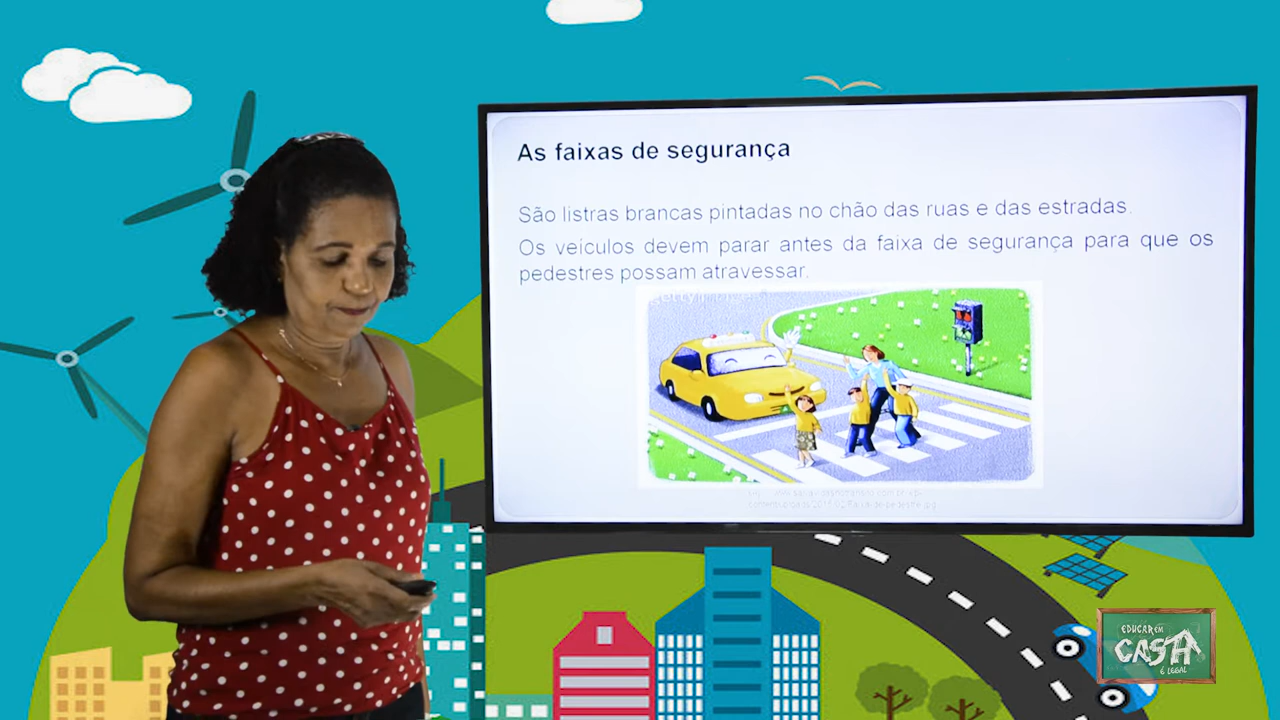 As faixas de segurança
São listras brancas pintadas no chão das ruas e das estradas.
Os veículos devem parar antes da faixa de segurança para que os
pedestres possam atravessar.
EDUCAR EM
CASA
É LEGAL